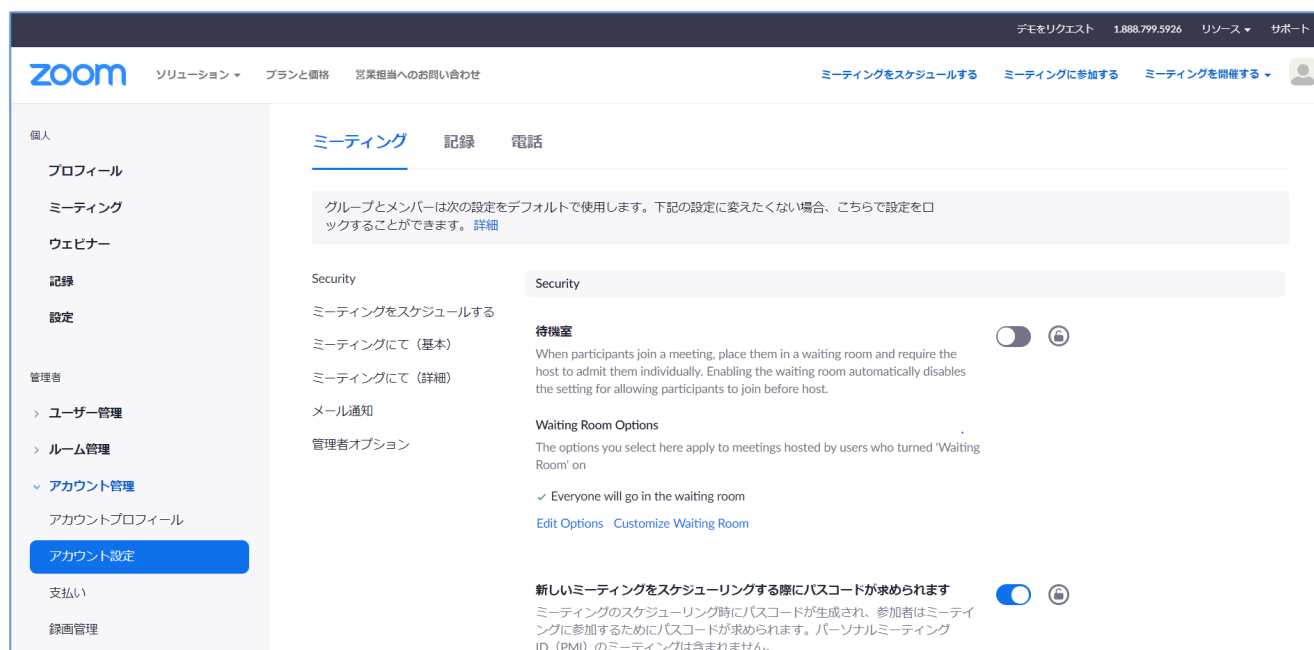 デモをリクエスト 1.888.799.5926 リソース サポート
zoom ソリューション プランと価格 営業担当へのお問い合わせ ミーティングをスケジュールする ミーティングに参加する ミーティングを開催する
個人
プロフィール
ミーティング
ウェビナー
記録
設定
管理者
ユーザー管理
ルーム管理
アカウント管理
アカウントプロフィール
アカウント設定
支払い
録画管理
ミーティング 記録 電話
グループとメンバーは次の設定をデフォルトで使用します。下記の設定に変えたくない場合、こちらで設定をロ
ックすることができます。 詳細
Security
ミーティングをスケジュールする
ミーティングにて（基本）
ミーティングにて（詳細）
メール通知
管理者オプション
Security
待機室
When participants join a meeting, place them in a waiting room and require the
host to admit them individually. Enabling the waiting room automatically disables
the setting for allowing participants to join before host.
Waiting Room Options
The options you select here apply to meetings hosted by users who turned 'Waiting
Room' on
Everyone will go in the waiting room
Edit Options Customize Waiting Room
新しいミーティングをスケジューリングする際にパスコードが求められます
ミーティングのスケジューリング時にパスコードが生成され、参加者はミーティ
ングに参加するためにパスコードが求められます。パーソナルミーティング
ID（PMI）のミーティングは含まれません。